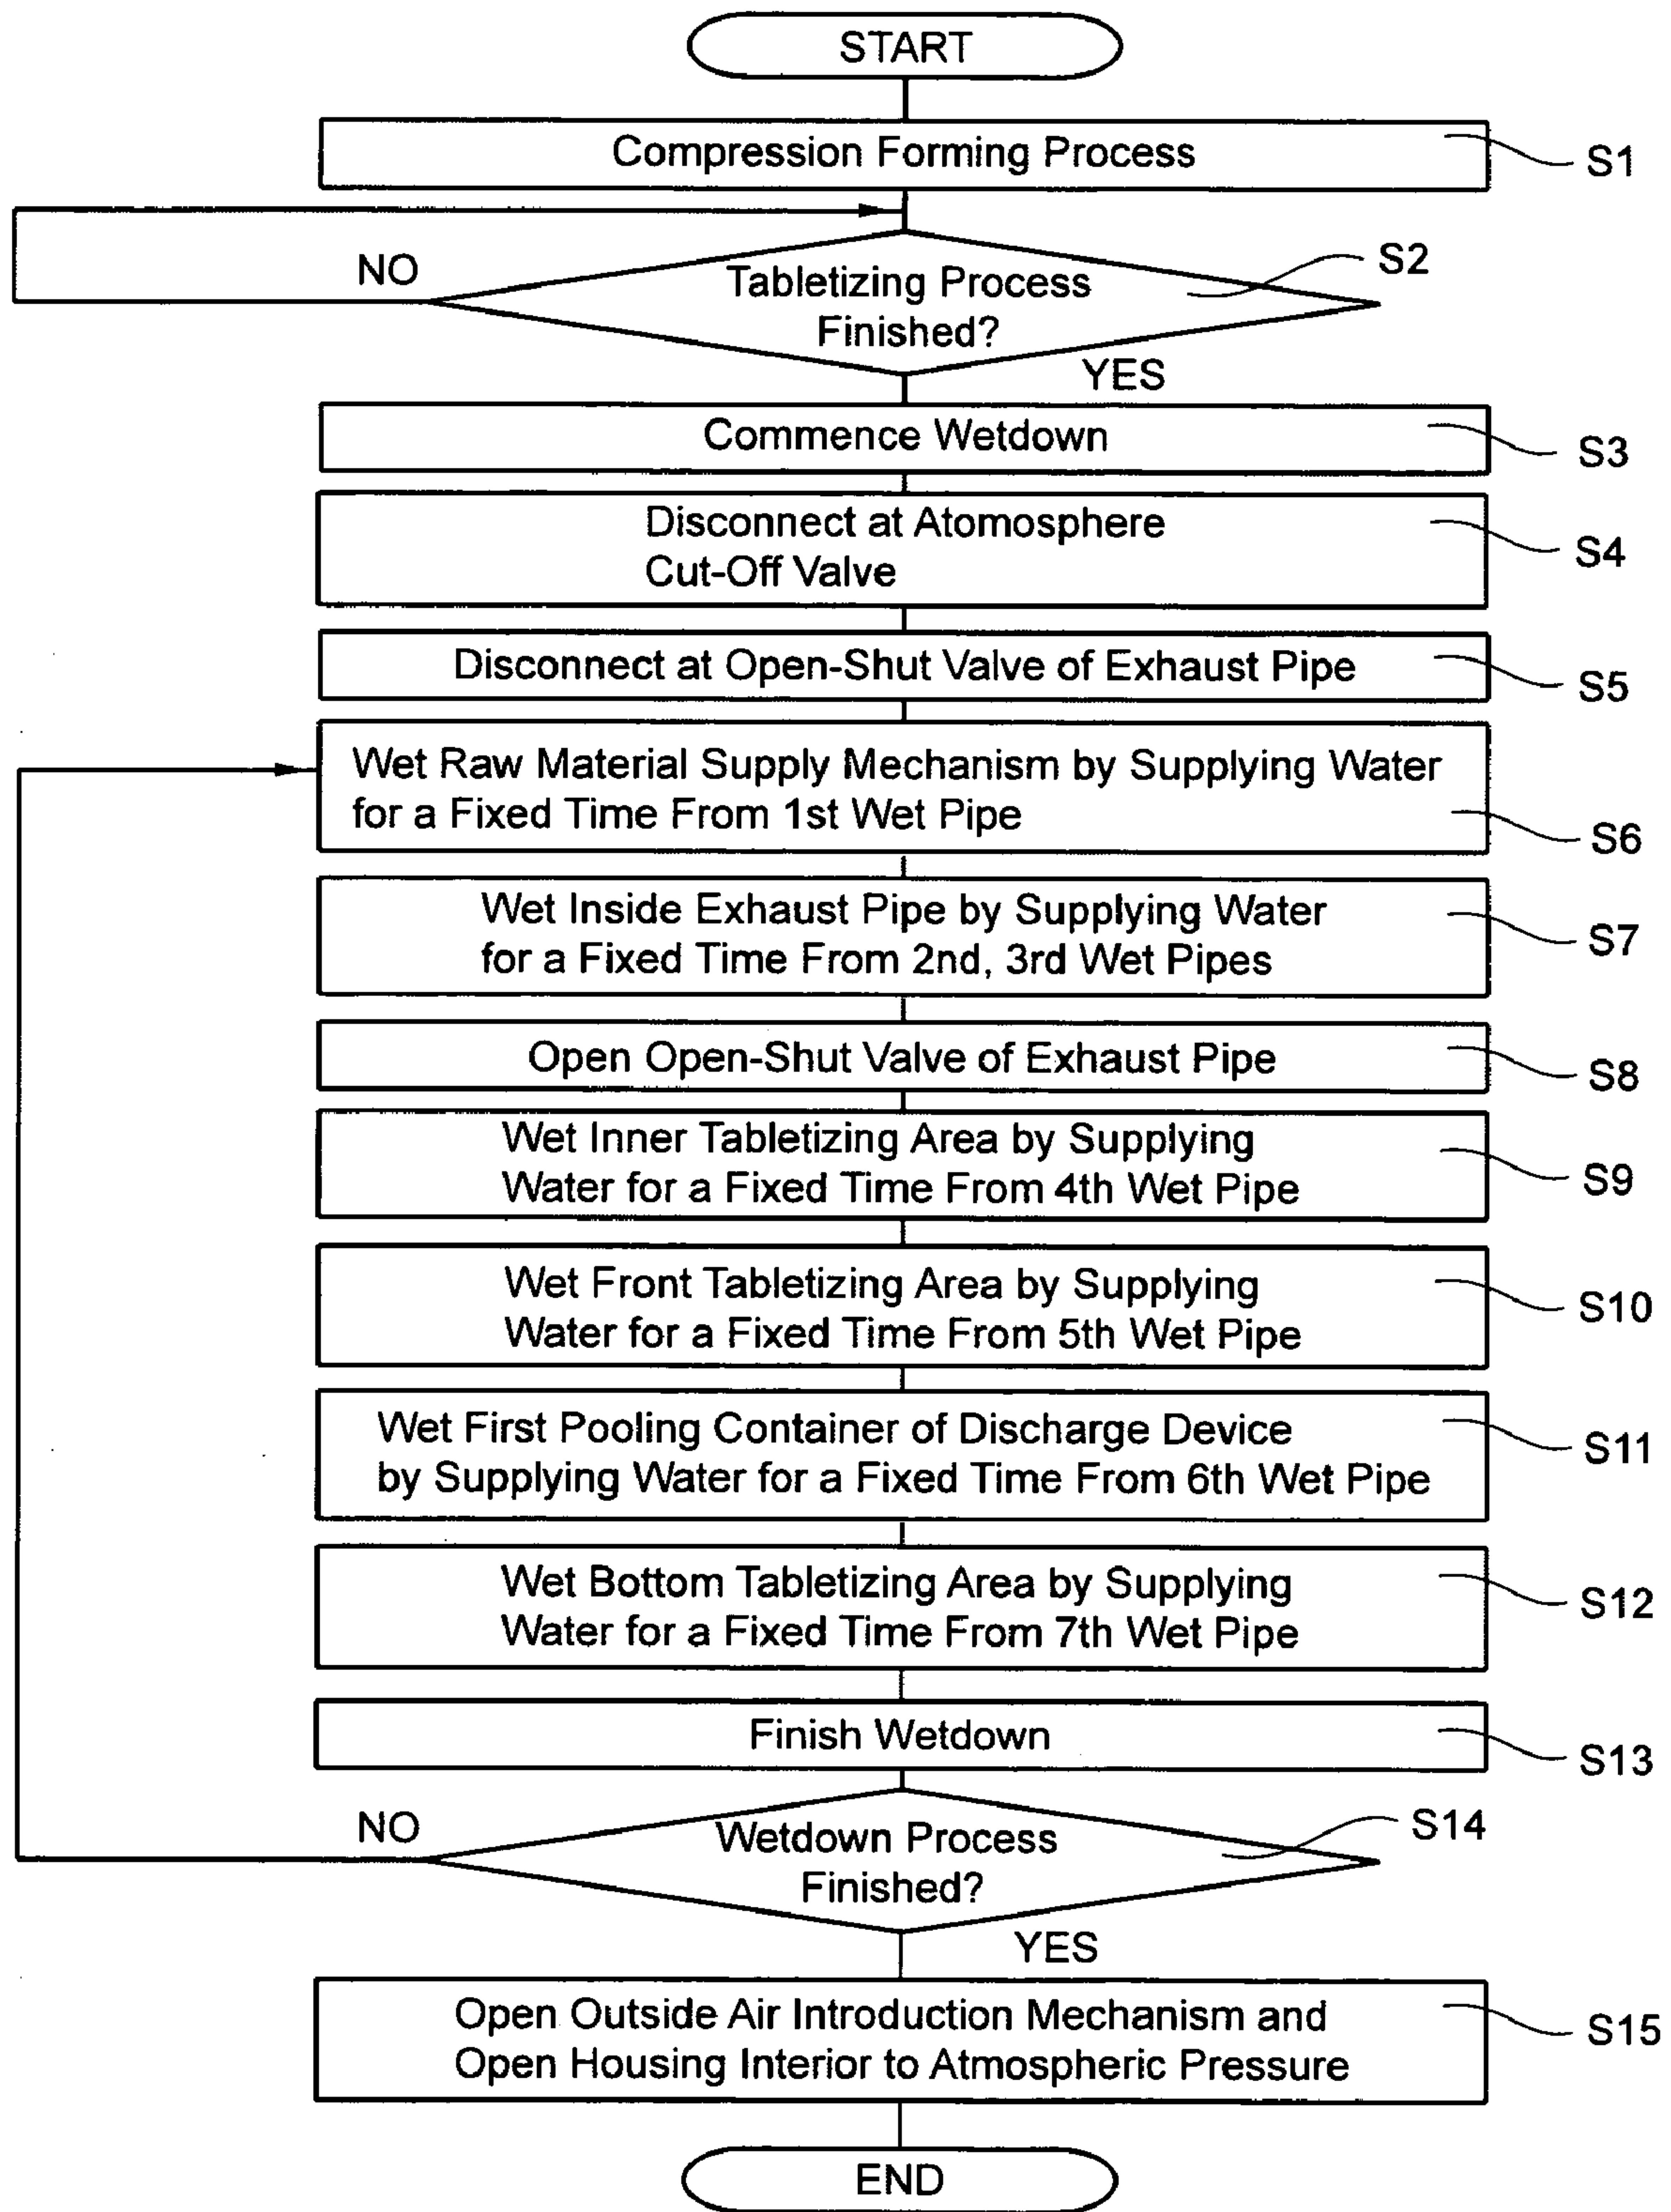 START
Compression Forming Process
S1
NO
Tabletizing Process
Finished?
S2
YES
Commence Wetdown
S3
Disconnect at Atomosphere
Cut-Off Valve
S4
Disconnect at Open-Shut Valve of Exhaust Pipe
S5
Wet Raw Material Supply Mechanism by Supplying Water
for a Fixed Time From 1st Wet Pipe
S6
Wet Inside Exhaust Pipe by Supplying Water
for a Fixed Time From 2nd, 3rd Wet Pipes
S7
Open Open-Shut Valve of Exhaust Pipe
S8
Wet Inner Tabletizing Area by Supplying
Water for a Fixed Time From 4th Wet Pipe
S9
Wet Front Tabletizing Area by Supplying
Water for a Fixed Time From 5th Wet Pipe
S10
Wet First Pooling Container of Discharge Device
by Supplying Water for a Fixed Time From 6th Wet Pipe
S11
Wet Bottom Tabletizing Area by Supplying
Water for a Fixed Time From 7th Wet Pipe
S12
Finish Wetdown
S13
NO
Wetdown Process
Finished?
S14
YES
Open Outside Air Introduction Mechanism and
Open Housing Interior to Atmospheric Pressure
S15
END